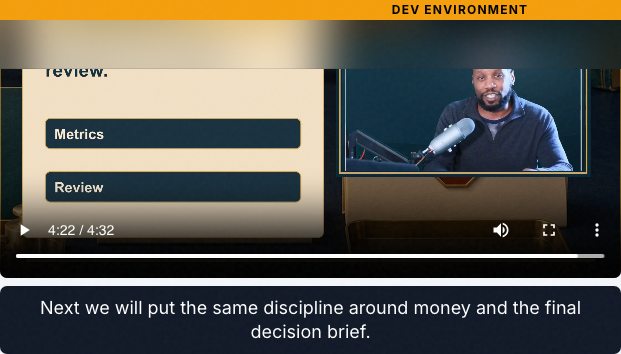 DEV ENVIRONMENT
review.
Metrics
Review
4:22 / 4:32
Next we will put the same discipline around money and the final
decision brief.